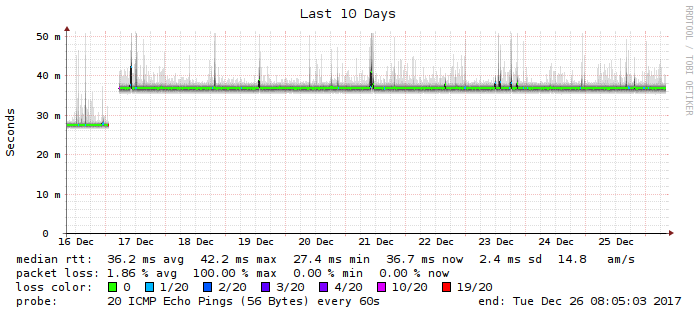 Last 10 Days
RRDTOOL / TOBI OETIKER
Seconds
50 m
40 m
30 m
20 m
10 m
0
16 Dec 17 Dec 18 Dec 19 Dec 20 Dec 21 Dec 22 Dec 23 Dec 24 Dec 25 Dec
median rtt: 36.2 ms avg 42.2 ms max 27.4 ms min 36.7 ms now 2.4 ms sd 14.8 am/s
packet loss: 1.86 % avg 100.00 % max 0.00 % min 0.00 % now
loss color: 0 1/20 2/20 3/20 4/20 10/20 19/20
probe: 20 ICMP Echo Pings (56 Bytes) every 60s end: Tue Dec 26 08:05:03 2017